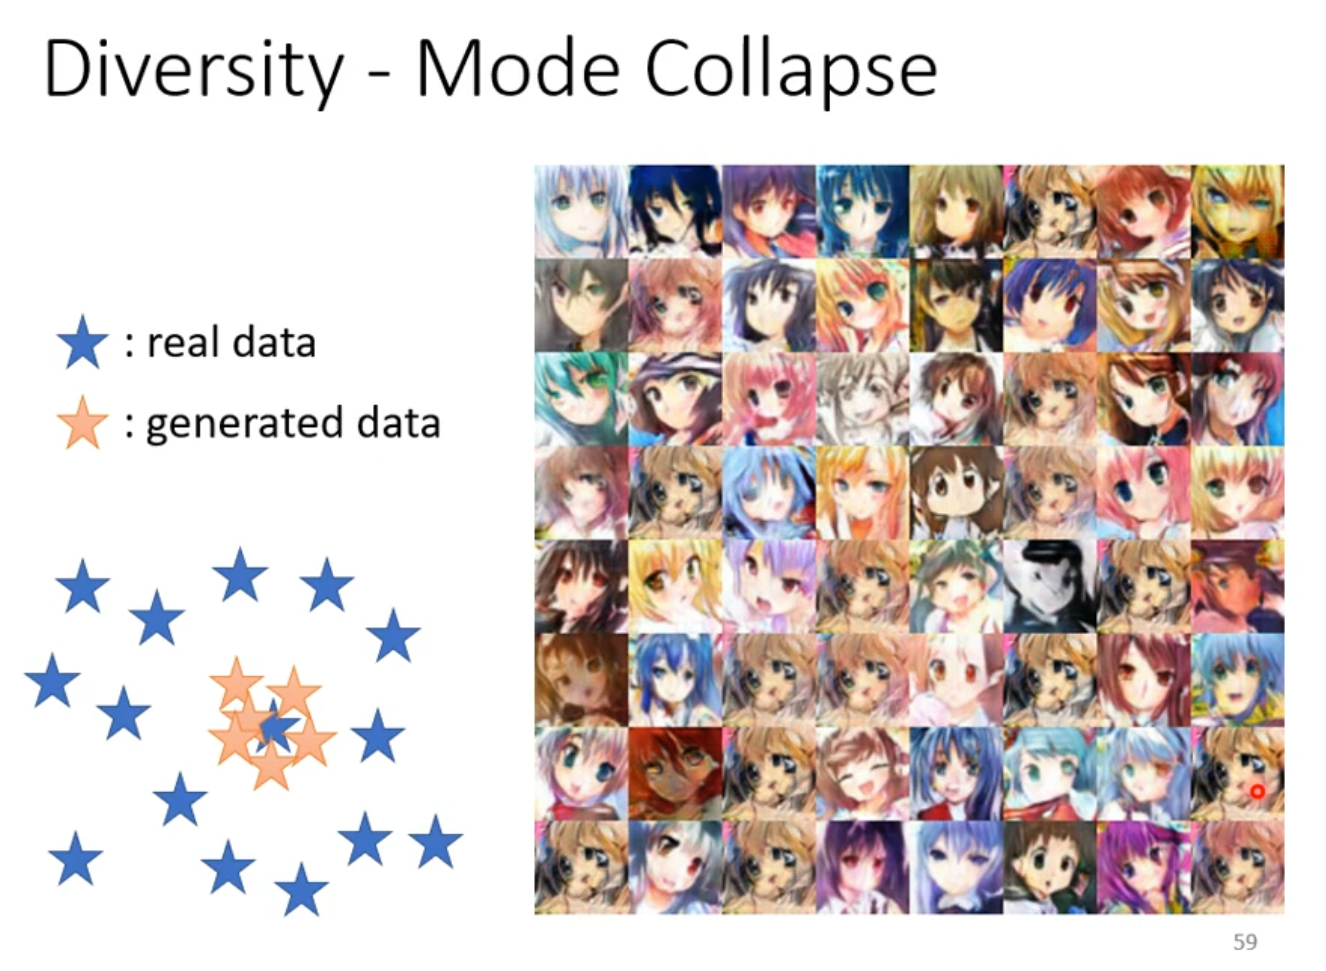 Diversity - Mode Collapse
: real data
: generated data
59